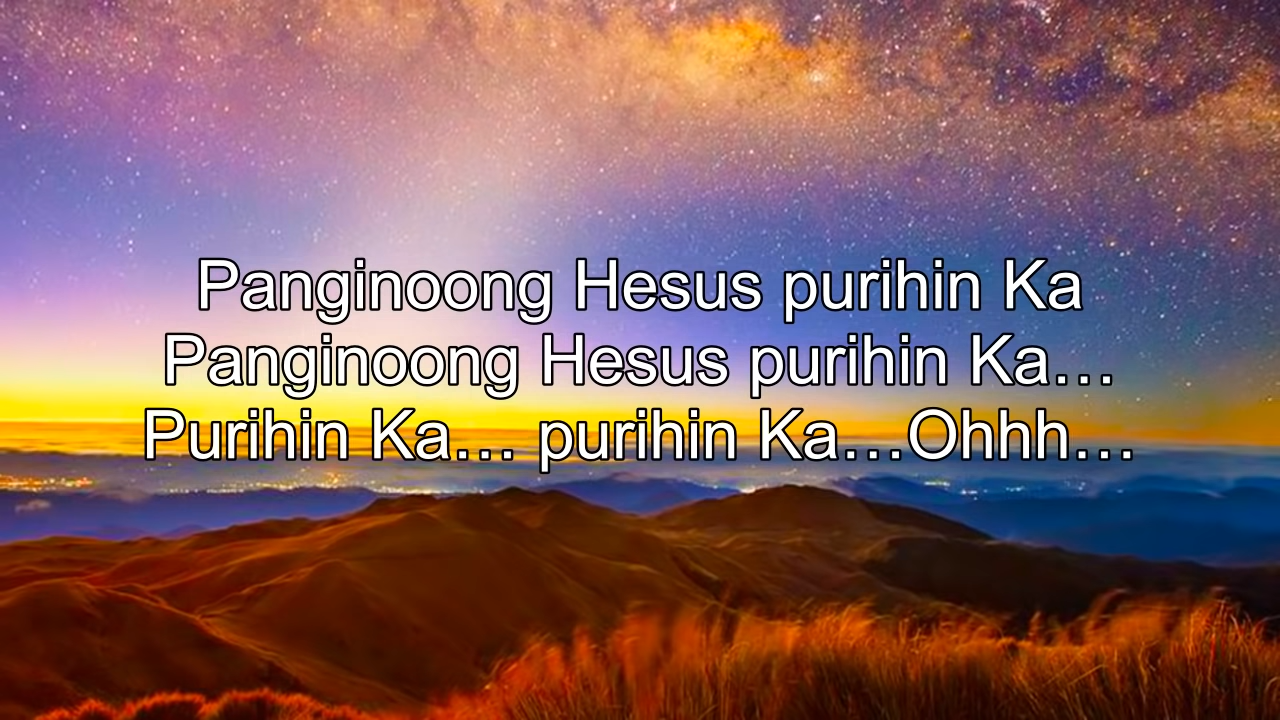 Panginoong Hesus purihin Ka
Panginoong Hesus purihin Ka…
Purihin Ka… purihin Ka…Ohhh…